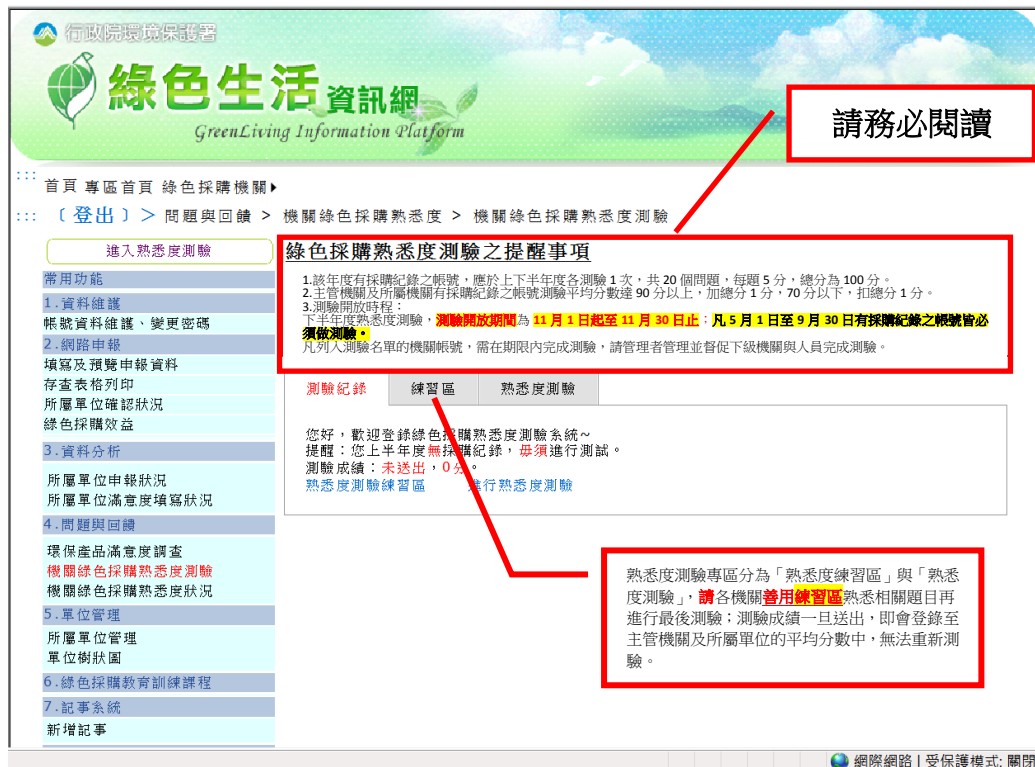 行政院環境保護署
綠色生活資訊網
GreenLiving Information Platform
請務必閱讀
::: 首頁 專區首頁 綠色採購機關▸
::: 〔登出〕> 問題與回饋 > 機關綠色採購熟悉度 > 機關綠色採購熟悉度測驗
進入熟悉度測驗
常用功能
1.資料維護
帳號資料維護、變更密碼
2.網路申報
填寫及預覽申報資料
存查表格列印
所屬單位確認狀況
綠色採購效益
3.資料分析
所屬單位申報狀況
所屬單位滿意度填寫狀況
4.問題與回饋
環保產品滿意度調查
機關綠色採購熟悉度測驗
機關綠色採購熟悉度狀況
5.單位管理
所屬單位管理
單位樹狀圖
6.綠色採購教育訓練課程
7.記事系統
新增記事
綠色採購熟悉度測驗之提醒事項
1.該年度有採購紀錄之帳號，應於上下半年度各測驗 1 次，共 20 個問題，每題 5 分，總分為 100 分。
2.主管機關及所屬機關有採購紀錄之帳號測驗平均分數達 90 分以上，加總分 1 分，70 分以下，扣總分 1 分。
3.測驗開放時程：
下半年度熟悉度測驗，測驗開放期間為 11 月 1 日起至 11 月 30 日止；凡 5 月 1 日至 9 月 30 日有採購紀錄之帳號皆必
須做測驗。
凡列入測驗名單的機關帳號，需在期限內完成測驗，請管理者管理並督促下級機關與人員完成測驗。
測驗紀錄 練習區 熟悉度測驗
您好，歡迎登錄綠色採購熟悉度測驗系統~
提醒：您上半年度無採購紀錄，毋須進行測試。
測驗成績：未送出，0分。
熟悉度測驗練習區 進行熟悉度測驗
熟悉度測驗專區分為「熟悉度練習區」與「熟悉
度測驗」，請各機關善用練習區熟悉相關題目再
進行最後測驗；測驗成績一旦送出，即會登錄至
主管機關及所屬單位的平均分數中，無法重新測
驗。
網際網路 | 受保護模式: 關閉